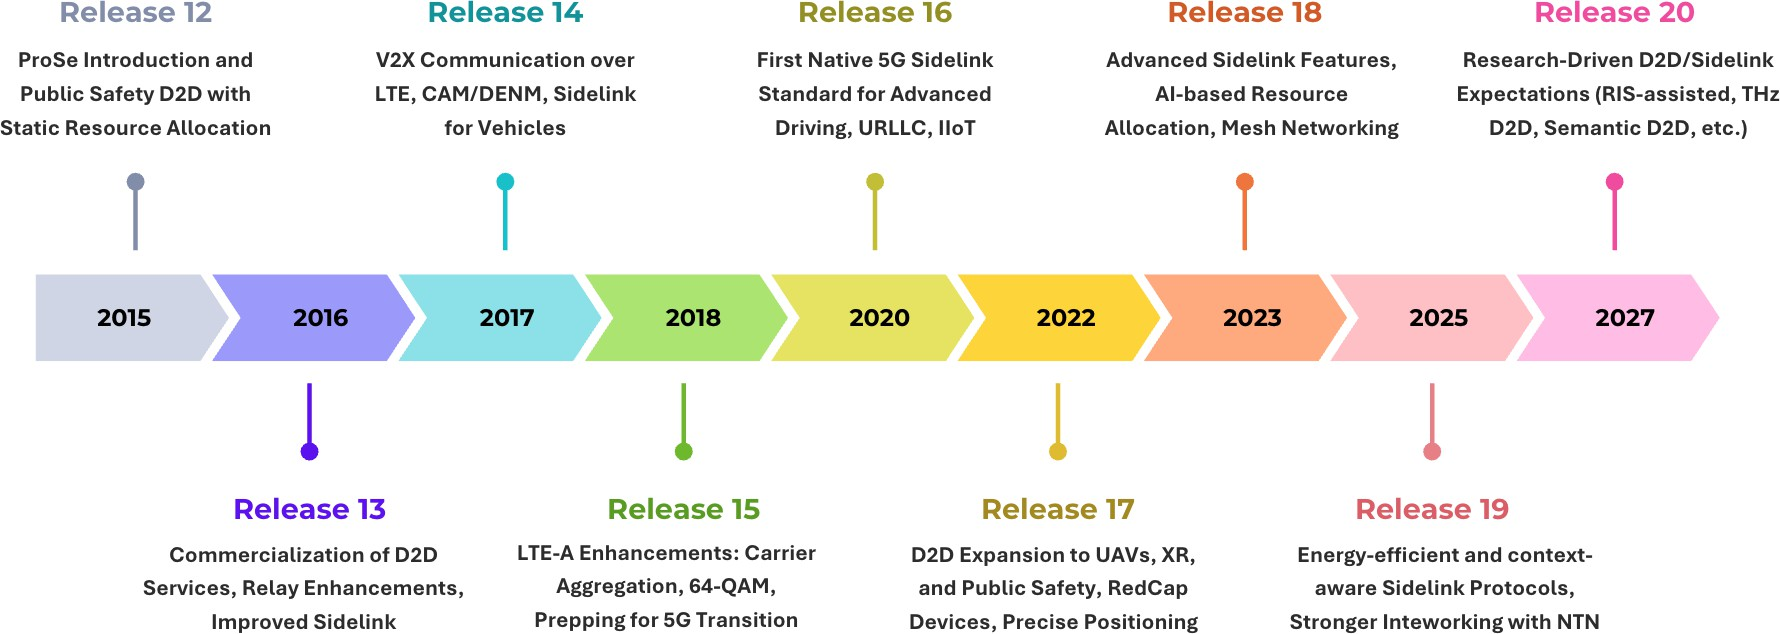 Release 12
ProSe Introduction and
Public Safety D2D with
Static Resource Allocation
Release 14
V2X Communication over
LTE, CAM/DENM, Sidelink
for Vehicles
Release 16
First Native 5G Sidelink
Standard for Advanced
Driving, URLLC, IIoT
Release 18
Advanced Sidelink Features,
AI-based Resource
Allocation, Mesh Networking
Release 20
Research-Driven D2D/Sidelink
Expectations (RIS-assisted, THz
D2D, Semantic D2D, etc.)
2015
2016
2017
2018
2020
2022
2023
2025
2027
Release 13
Commercialization of D2D
Services, Relay Enhancements,
Improved Sidelink
Release 15
LTE-A Enhancements: Carrier
Aggregation, 64-QAM,
Prepping for 5G Transition
Release 17
D2D Expansion to UAVs, XR,
and Public Safety, RedCap
Devices, Precise Positioning
Release 19
Energy-efficient and context-
aware Sidelink Protocols,
Stronger Inteworking with NTN